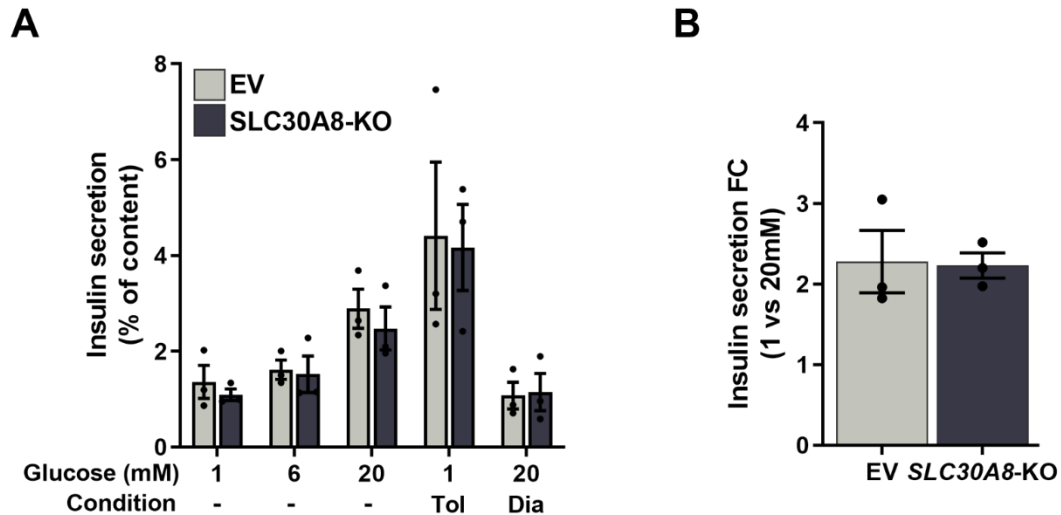 A
Insulin secretion
(% of content)
8
6
4
2
0
EV
SLC30A8-KO
Glucose (mM) 1 6 20 1 20
Condition - - - Tol Dia
B
Insulin secretion FC
(1 vs 20mM)
4
3
2
1
0
EV SLC30A8-KO